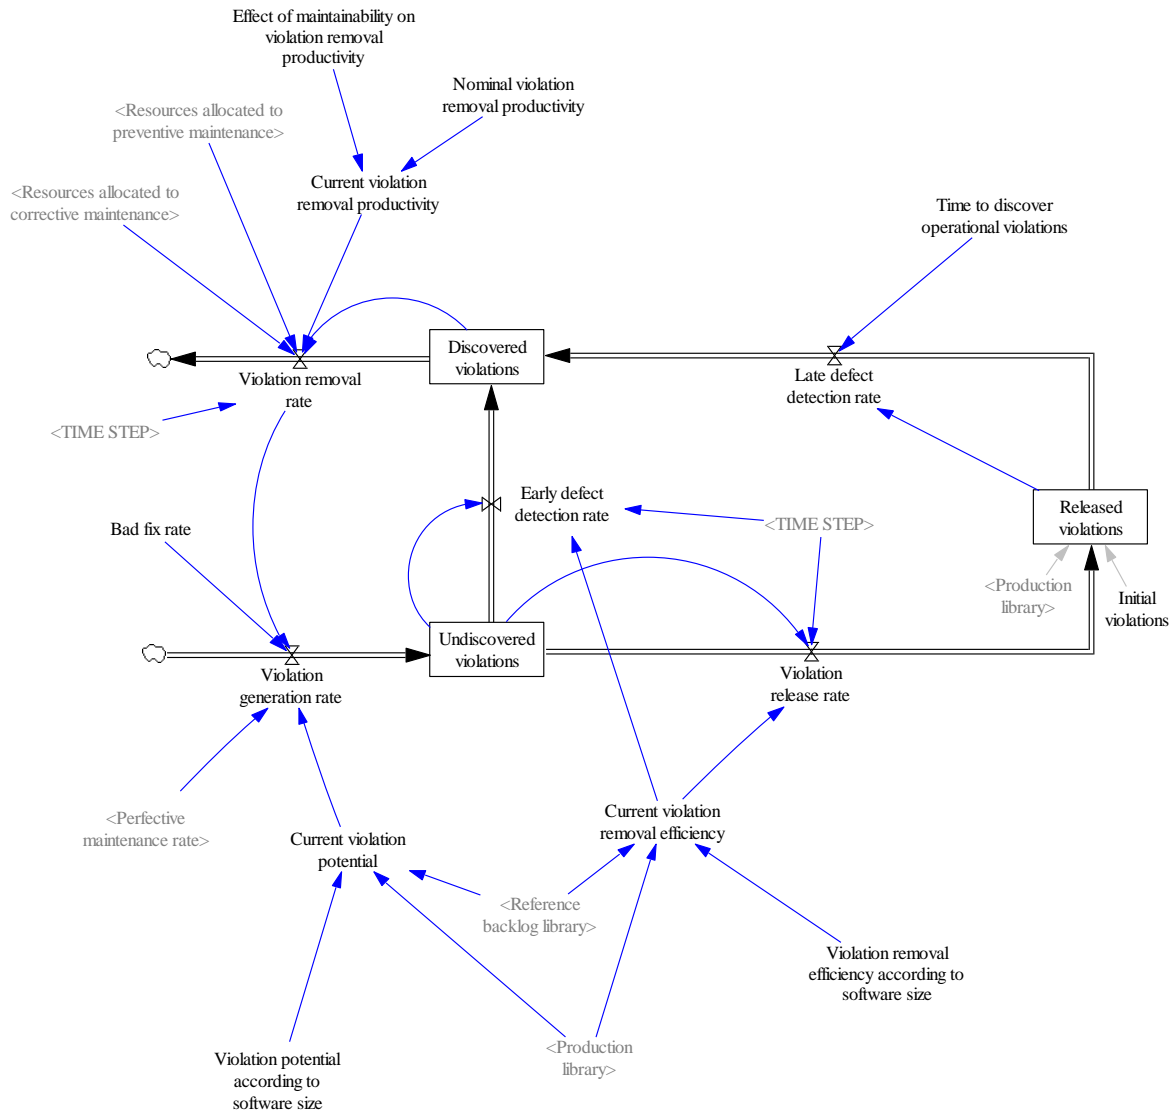 Effect of maintainability on
violation removal
productivity
Nominal violation
removal productivity
<Resources allocated to
preventive maintenance>
Current violation
removal productivity
<Resources allocated to
corrective maintenance>
Time to discover
operational violations
Discovered
violations
Violation removal
rate
Late defect
detection rate
<TIME STEP>
Early defect
detection rate
<TIME STEP>
Released
violations
Bad fix rate
<Production
library>
Initial
violations
Undiscovered
violations
Violation
generation rate
Violation
release rate
<Perfective
maintenance rate>
Current violation
potential
Current violation
removal efficiency
<Reference
backlog library>
Violation removal
efficiency according to
software size
<Production
library>
Violation potential
according to
software size